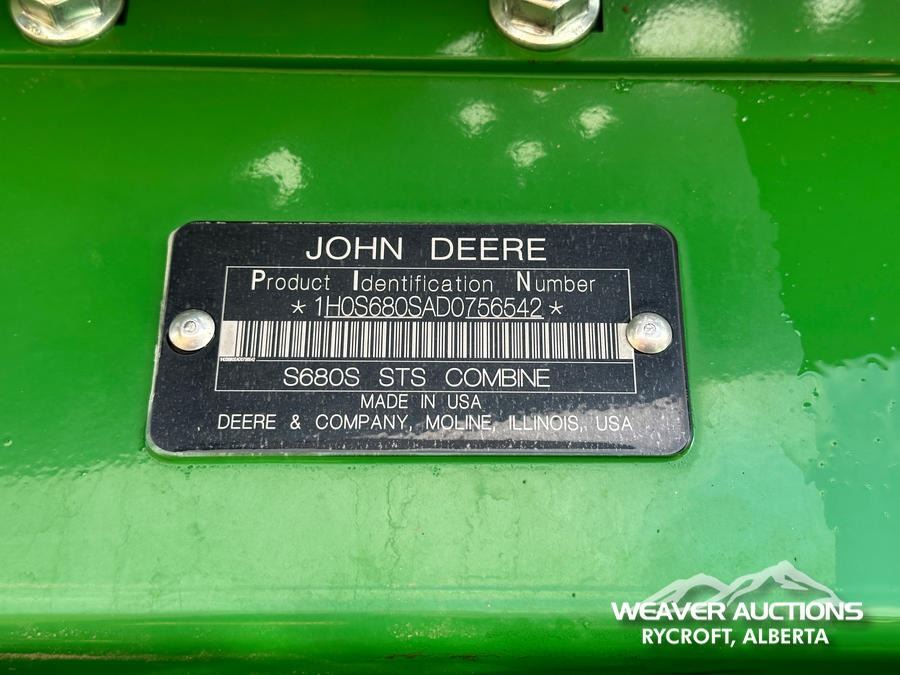 JOHN DEERE
Product Identification Number
* 1H0S680SAD0756542 *
S680S STS COMBINE
MADE IN USA
DEERE & COMPANY, MOLINE, ILLINOIS, USA
WEAVER AUCTIONS
RYCROFT, ALBERTA